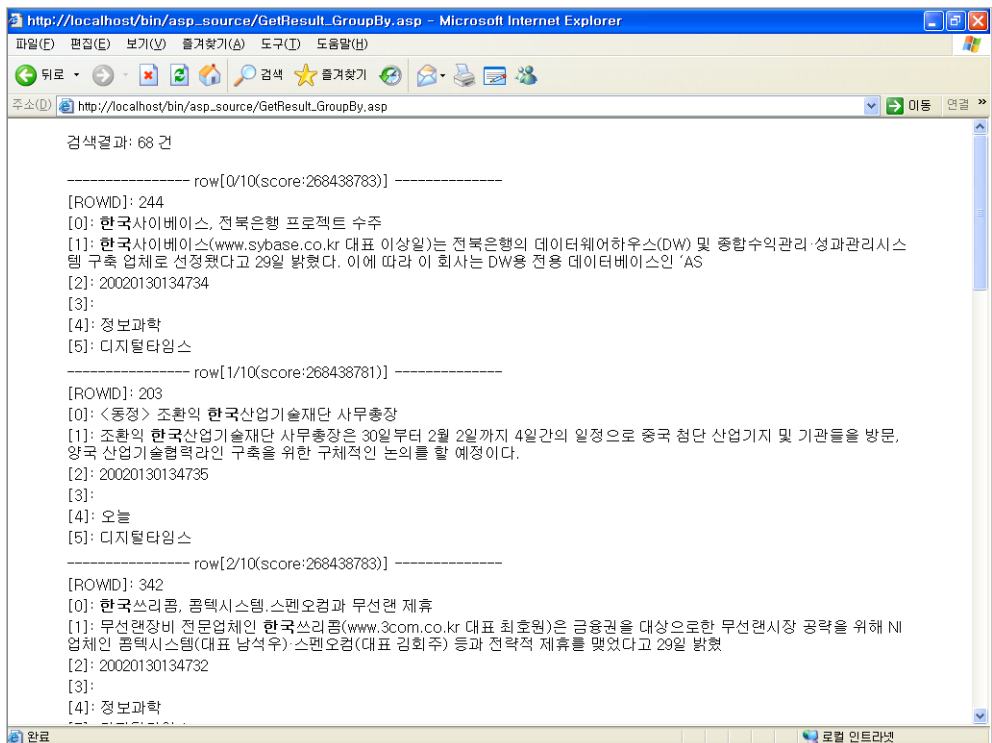 http://localhost/bin/asp_source/GetResult_GroupBy.asp - Microsoft Internet Explorer
파일(F) 편집(E) 보기(V) 즐겨찾기(A) 도구(T) 도움말(H)
뒤로 검색 즐겨찾기
주소(D) http://localhost/bin/asp_source/GetResult_GroupBy.asp 이동 연결 »
검색결과: 68 건
---------------- row[0/10(score:268438783)] --------------
[ROWID]: 244
[0]: 한국사이베이스, 전북은행 프로젝트 수주
[1]: 한국사이베이스(www.sybase.co.kr 대표 이상일)는 전북은행의 데이터웨어하우스(DW) 및 종합수익관리·성과관리시스
템 구축 업체로 선정됐다고 29일 밝혔다. 이에 따라 이 회사는 DW용 전용 데이터베이스인 ‘AS
[2]: 20020130134734
[3]:
[4]: 정보과학
[5]: 디지털타임스
---------------- row[1/10(score:268438781)] --------------
[ROWID]: 203
[0]: <동정> 조환익 한국산업기술재단 사무총장
[1]: 조환익 한국산업기술재단 사무총장은 30일부터 2월 2일까지 4일간의 일정으로 중국 첨단 산업기지 및 기관들을 방문,
양국 산업기술협력라인 구축을 위한 구체적인 논의를 할 예정이다.
[2]: 20020130134735
[3]:
[4]: 오늘
[5]: 디지털타임스
---------------- row[2/10(score:268438783)] --------------
[ROWID]: 342
[0]: 한국쓰리콤, 콤텍시스템.스펜오컴과 무선랜 제휴
[1]: 무선랜장비 전문업체인 한국쓰리콤(www.3com.co.kr 대표 최호원)은 금융권을 대상으로한 무선랜시장 공략을 위해 NI
업체인 콤텍시스템(대표 남석우)·스펜오컴(대표 김회주) 등과 전략적 제휴를 맺었다고 29일 밝혔
[2]: 20020130134732
[3]:
[4]: 정보과학
완료 로컬 인트라넷